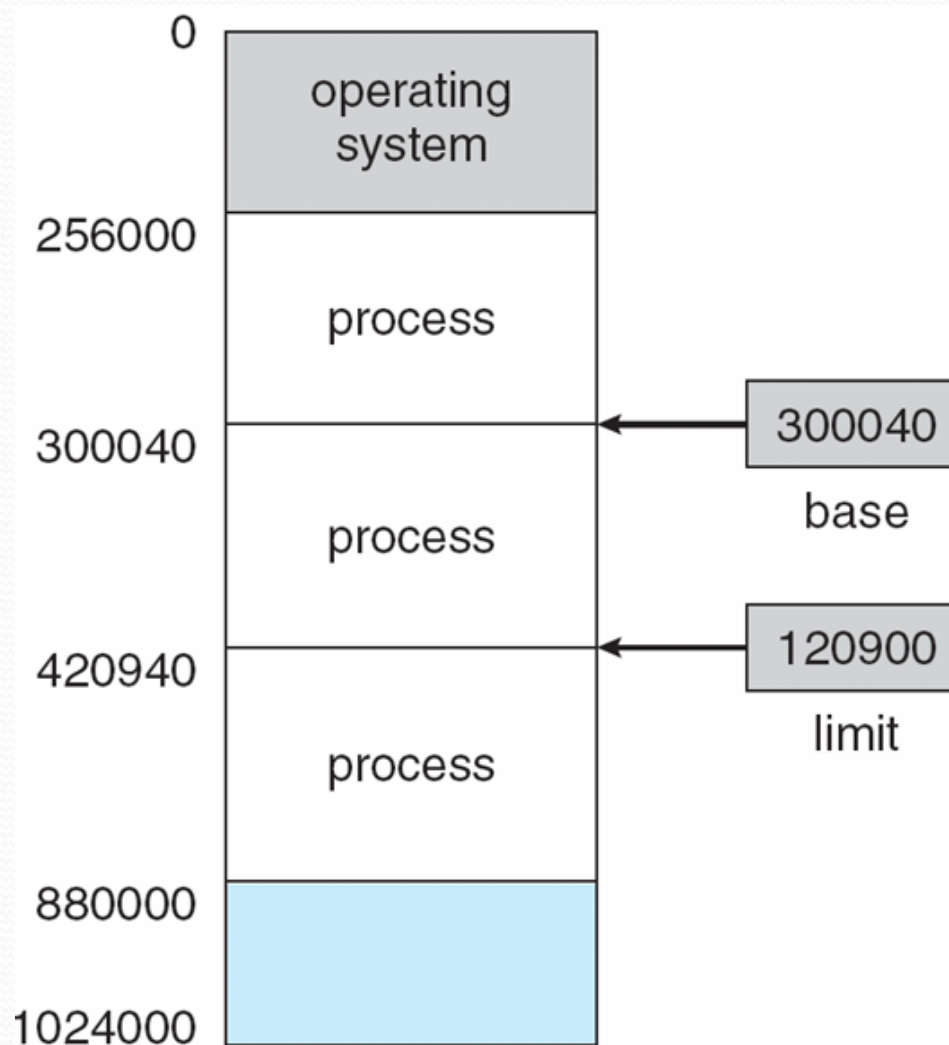 0
operating
system
256000
process
300040
300040
base
process
120900
420940
limit
process
880000
1024000